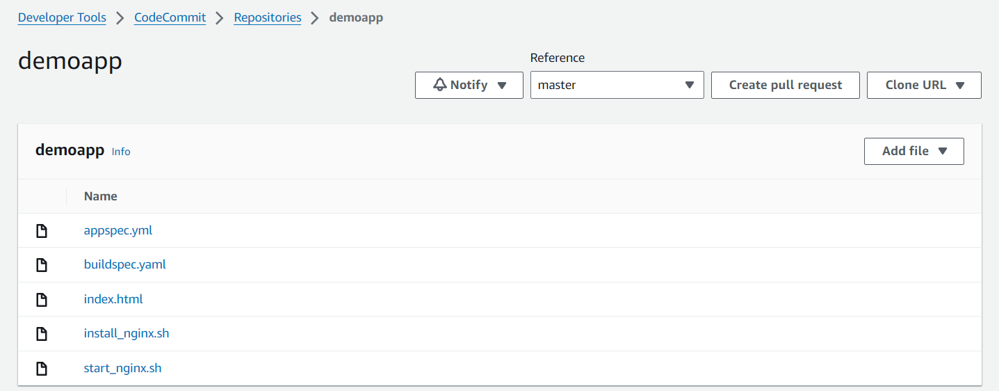 Developer Tools > CodeCommit > Repositories > demoapp
demoapp
Reference
Notify
master
Create pull request
Clone URL
demoapp Info
Add file
Name
appspec.yml
buildspec.yaml
index.html
install_nginx.sh
start_nginx.sh